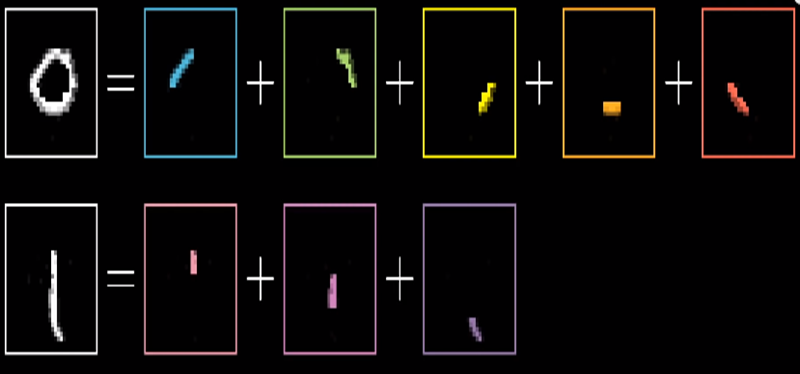 0 = + + + +
1 = + +